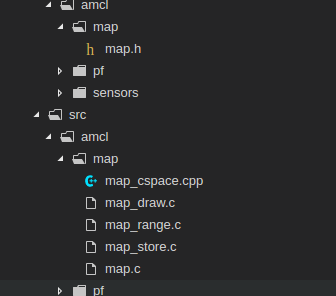 amcl
map
h map.h
pf
sensors
src
amcl
map
C+ map_cspace.cpp
map_draw.c
map_range.c
map_store.c
map.c
pf